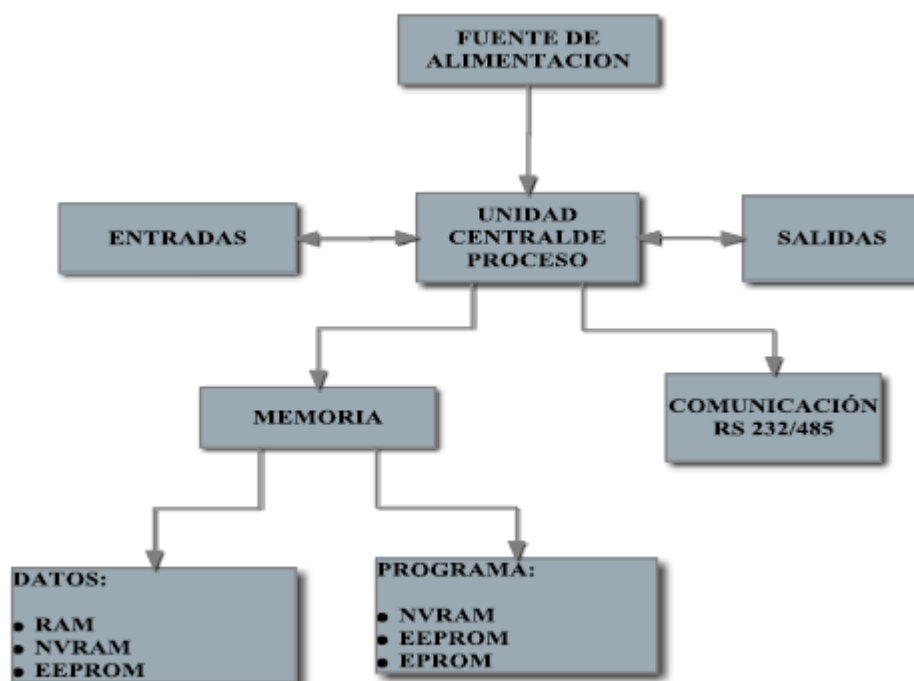 FUENTE DE
ALIMENTACION
ENTRADAS
UNIDAD
CENTRALDE
PROCESO
SALIDAS
MEMORIA
COMUNICACIÓN
RS 232/485
DATOS:
• RAM
• NVRAM
• EEPROM
PROGRAMA:
• NVRAM
• EEPROM
• EPROM